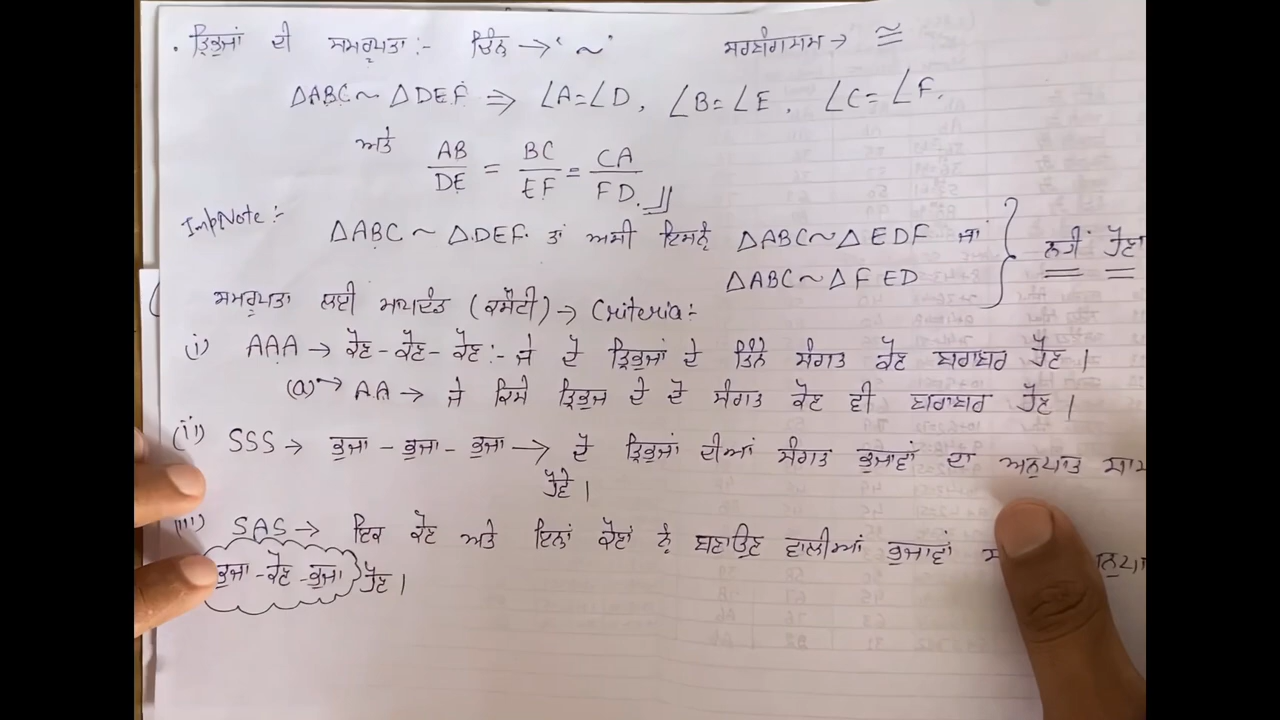 . ਤ੍ਰਿਭੁਜਾਂ ਦੀ ਸਮਰੂਪਤਾ :- ਚਿੰਨ → ' ~ ' ਸਰਬੰਗਸਮ → ≅
ΔABC ~ ΔDEF ⇒ ∠A=∠D, ∠B=∠E, ∠C=∠F.
ਅਤੇ AB/DE = BC/EF = CA/FD.
Imp Note :-
ΔABC ~ ΔDEF ਤਾਂ ਅਸੀ ਇਸਨੂੰ ΔABC ~ ΔEDF ਜਾਂ
ΔABC ~ ΔFED } ਨਹੀਂ ਹੋਣਾ
ਸਮਰੂਪਤਾ ਲਈ ਮਾਪਦੰਡ (ਕਸੌਟੀ) → Criteria :-
(i) AAA → ਕੋਣ - ਕੋਣ - ਕੋਣ :- ਜੇ ਦੋ ਤ੍ਰਿਭੁਜਾਂ ਦੇ ਤਿੰਨੇ ਸੰਗਤ ਕੋਣ ਬਰਾਬਰ ਹੋਣ ।
(a) → AA → ਜੇ ਕਿਸੇ ਤ੍ਰਿਭੁਜ ਦੇ ਦੋ ਸੰਗਤ ਕੋਣ ਵੀ ਬਰਾਬਰ ਹੋਣ ।
(ii) SSS → ਭੁਜਾ - ਭੁਜਾ - ਭੁਜਾ → ਦੋ ਤ੍ਰਿਭੁਜਾਂ ਦੀਆਂ ਸੰਗਤ ਭੁਜਾਵਾਂ ਦਾ ਅਨੁਪਾਤ
ਹੋਵੇ ।
(iii) SAS → ਇਕ ਕੋਣ ਅਤੇ ਇਨਾਂ ਕੋਣਾਂ ਨੂੰ ਬਣਾਉਣ ਵਾਲੀਆਂ ਭੁਜਾਵਾਂ
ਭੁਜਾ - ਕੋਣ - ਭੁਜਾ ਹੋਣ ।